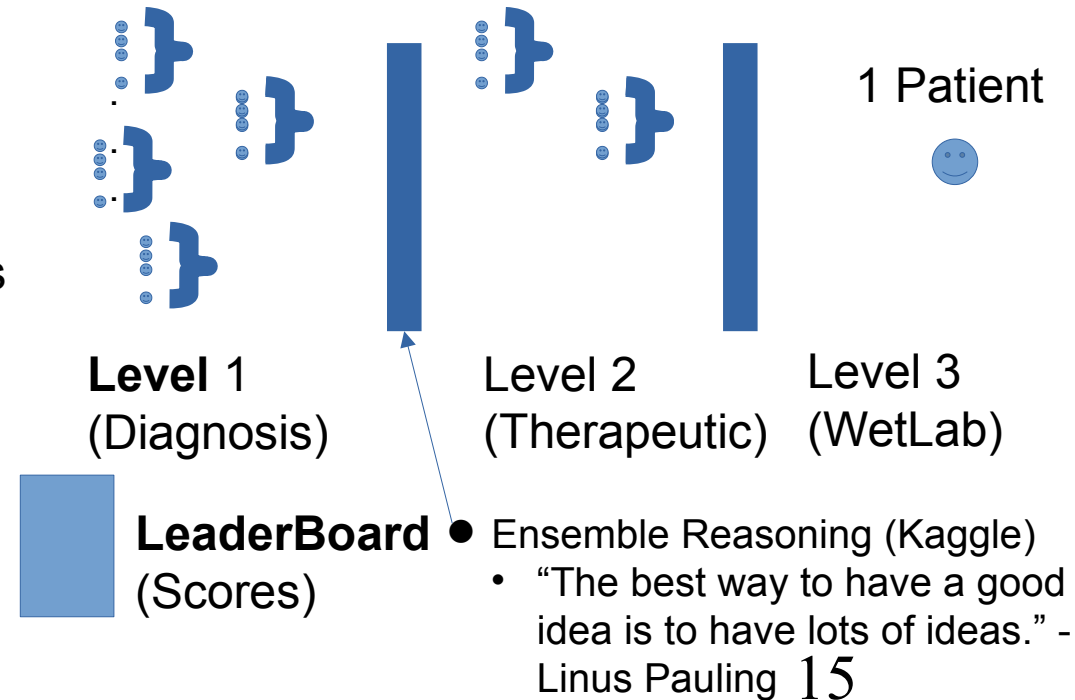 1 Patient
s
Level 1
(Diagnosis)
Level 2
(Therapeutic)
Level 3
(WetLab)
LeaderBoard
(Scores)
• Ensemble Reasoning (Kaggle)
• “The best way to have a good
idea is to have lots of ideas.” -
Linus Pauling
15